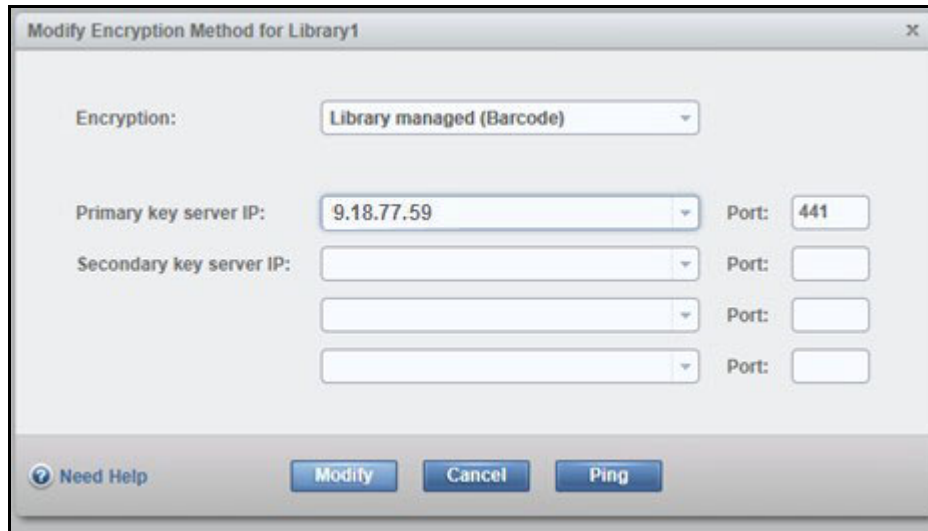 Modify Encryption Method for Library1 x
Encryption: Library managed (Barcode)
Primary key server IP: 9.18.77.59 Port: 441
Secondary key server IP: Port:
Port:
Port:
? Need Help Modify Cancel Ping